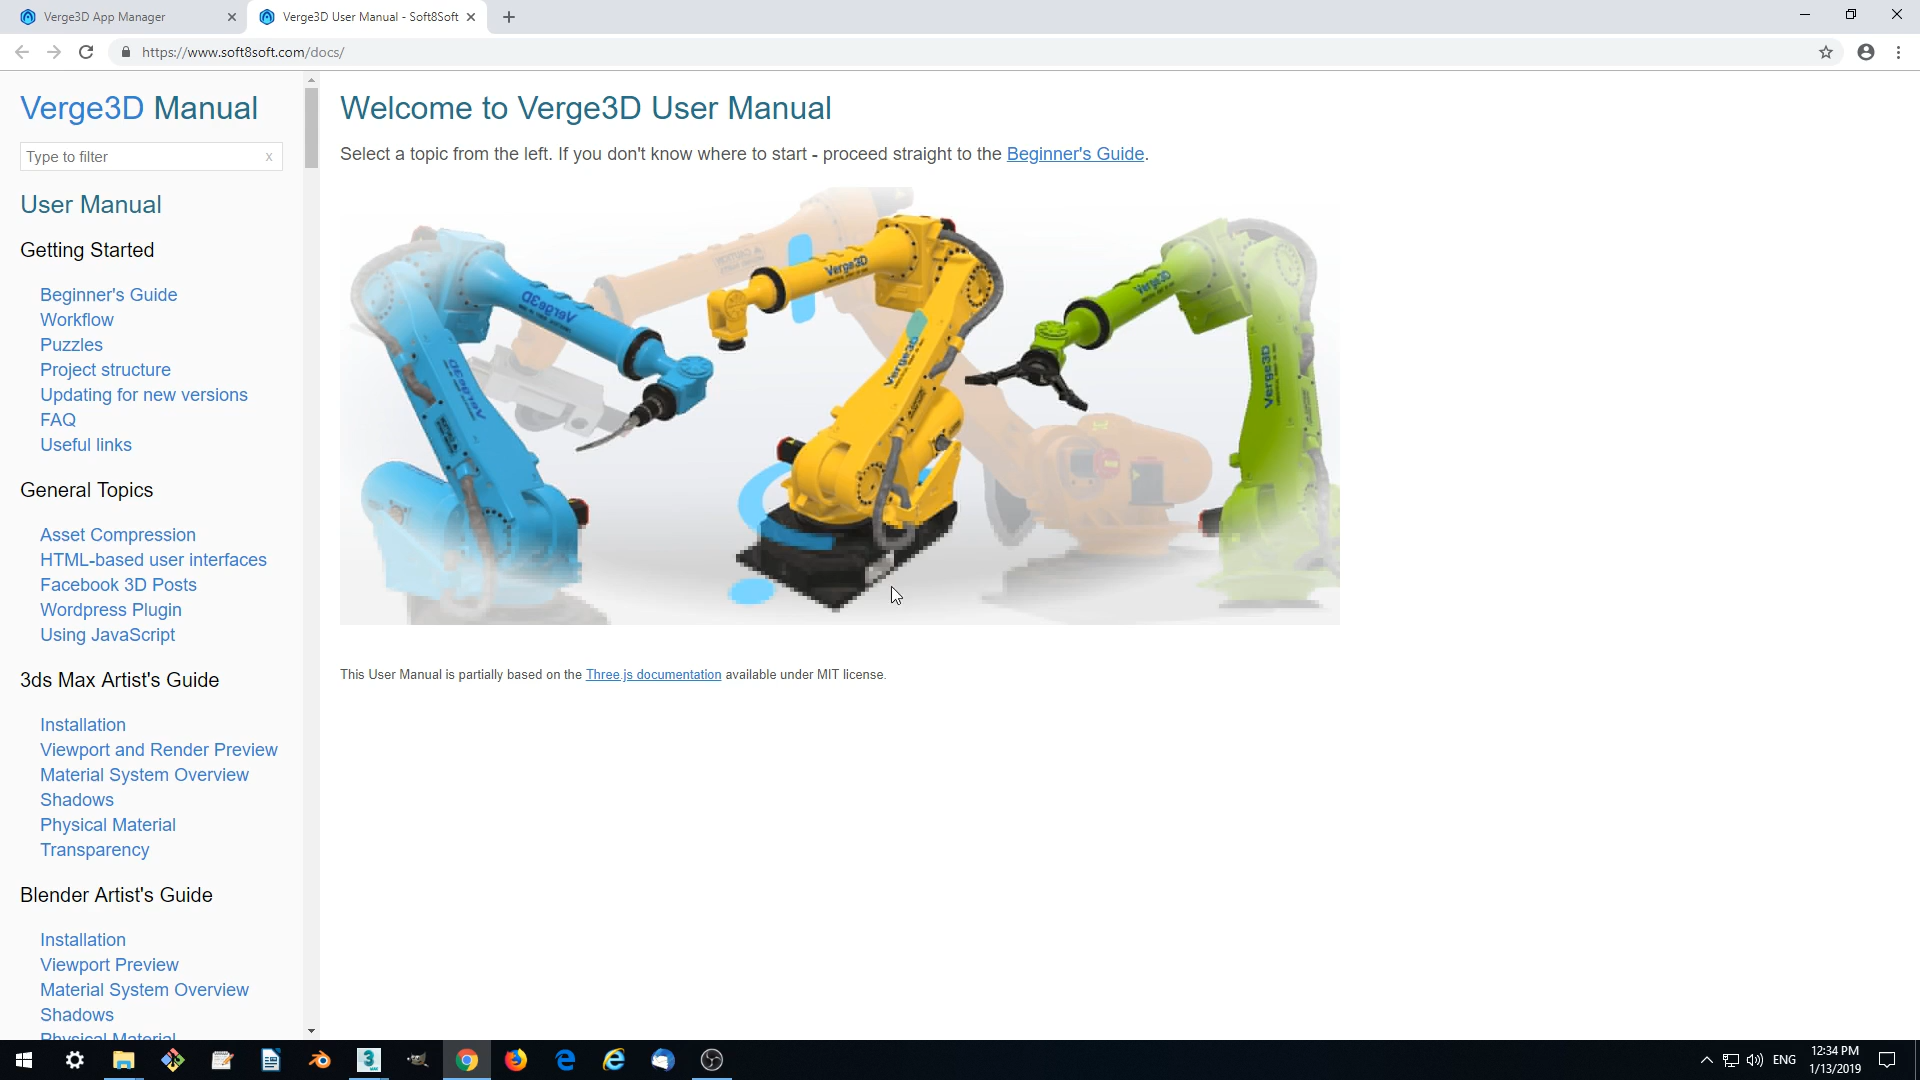 Verge3D App Manager
Verge3D User Manual - Soft8Soft
https://www.soft8soft.com/docs/
Verge3D Manual
Type to filter
x
User Manual
Getting Started
Beginner's Guide
Workflow
Puzzles
Project structure
Updating for new versions
FAQ
Useful links
General Topics
Asset Compression
HTML-based user interfaces
Facebook 3D Posts
Wordpress Plugin
Using JavaScript
3ds Max Artist's Guide
Installation
Viewport and Render Preview
Material System Overview
Shadows
Physical Material
Transparency
Blender Artist's Guide
Installation
Viewport Preview
Material System Overview
Shadows
Physical Material
Welcome to Verge3D User Manual
Select a topic from the left. If you don't know where to start - proceed straight to the Beginner's Guide.
Verge3D
Verge3D
Verge3D
Verge3D
Verge3D
Verge3D
This User Manual is partially based on the Three.js documentation available under MIT license.
ENG
12:34 PM
1/13/2019